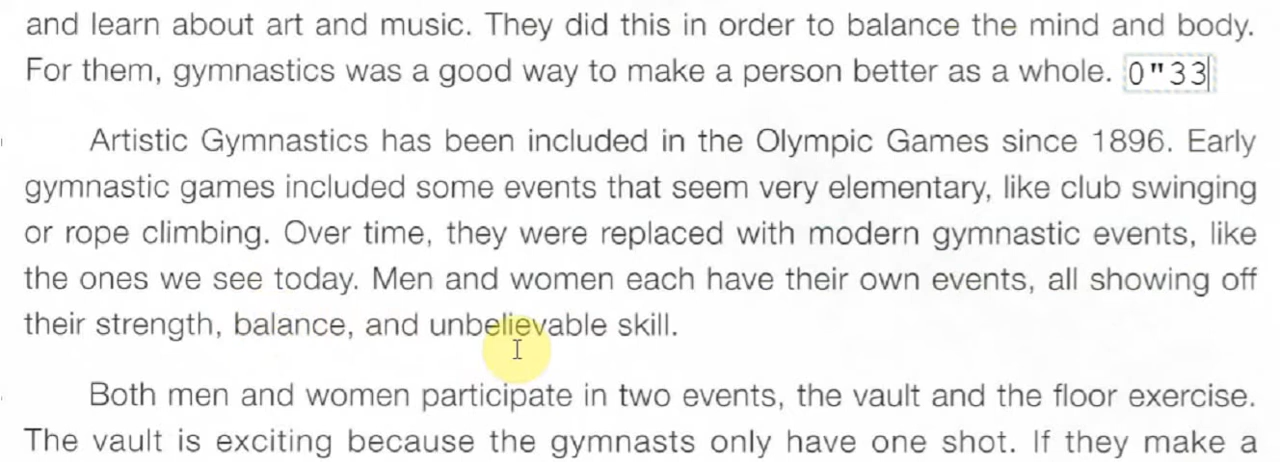 and learn about art and music. They did this in order to balance the mind and body.
For them, gymnastics was a good way to make a person better as a whole. 0"33
Artistic Gymnastics has been included in the Olympic Games since 1896. Early
gymnastic games included some events that seem very elementary, like club swinging
or rope climbing. Over time, they were replaced with modern gymnastic events, like
the ones we see today. Men and women each have their own events, all showing off
their strength, balance, and unbelievable skill.
Both men and women participate in two events, the vault and the floor exercise.
The vault is exciting because the gymnasts only have one shot. If they make a